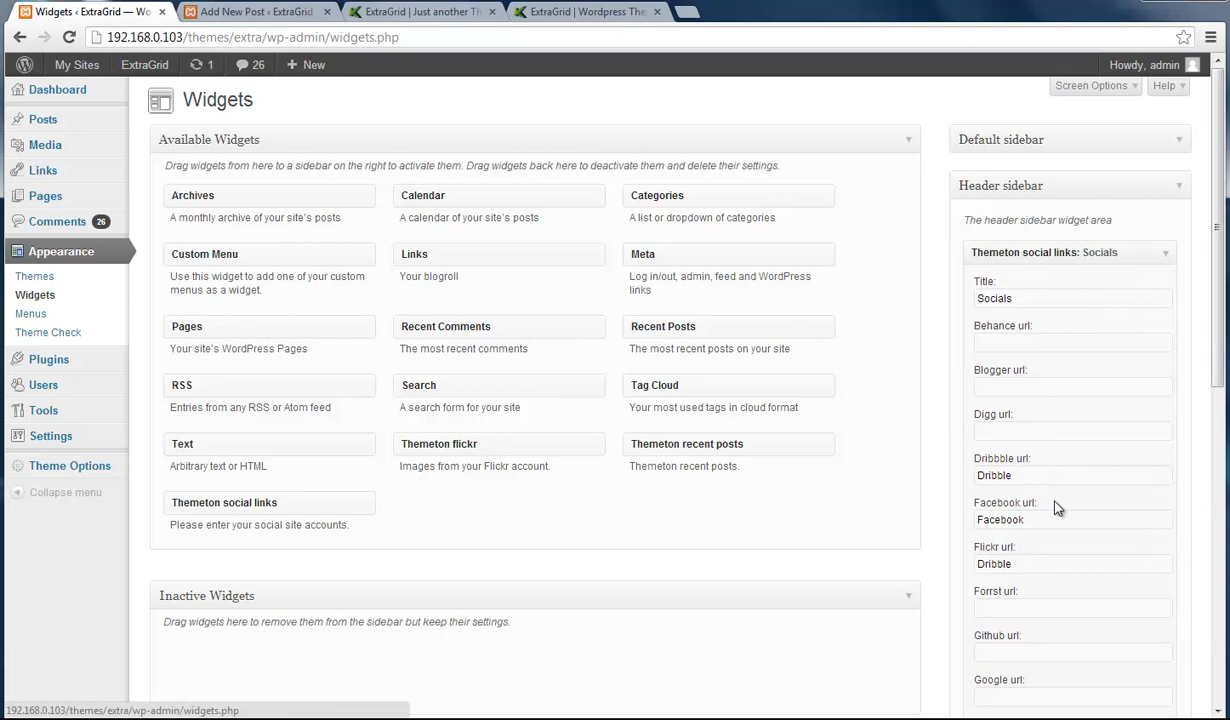 Widgets ‹ ExtraGrid — Wo
Add New Post ‹ ExtraGrid
ExtraGrid | Just another Th
ExtraGrid | Wordpress The
192.168.0.103/themes/extra/wp-admin/widgets.php
My Sites
ExtraGrid
1
26
New
Howdy, admin
Dashboard
Posts
Media
Links
Pages
Comments 26
Appearance
Themes
Widgets
Menus
Theme Check
Plugins
Users
Tools
Settings
Theme Options
Collapse menu
Screen Options
Help
Widgets
Available Widgets
Drag widgets from here to a sidebar on the right to activate them. Drag widgets back here to deactivate them and delete their settings.
Archives
A monthly archive of your site's posts
Calendar
A calendar of your site's posts
Categories
A list or dropdown of categories
Custom Menu
Use this widget to add one of your custom
menus as a widget.
Links
Your blogroll
Meta
Log in/out, admin, feed and WordPress
links
Pages
Your site's WordPress Pages
Recent Comments
The most recent comments
Recent Posts
The most recent posts on your site
RSS
Entries from any RSS or Atom feed
Search
A search form for your site
Tag Cloud
Your most used tags in cloud format
Text
Arbitrary text or HTML
Themeton flickr
Images from your Flickr account.
Themeton recent posts
Themeton recent posts.
Themeton social links
Please enter your social site accounts.
Inactive Widgets
Drag widgets here to remove them from the sidebar but keep their settings.
Default sidebar
Header sidebar
The header sidebar widget area
Themeton social links: Socials
Title:
Socials
Behance url:
Blogger url:
Digg url:
Dribbble url:
Dribble
Facebook url:
Facebook
Flickr url:
Dribble
Forrst url:
Github url:
Google url:
192.168.0.103/themes/extra/wp-admin/widgets.php